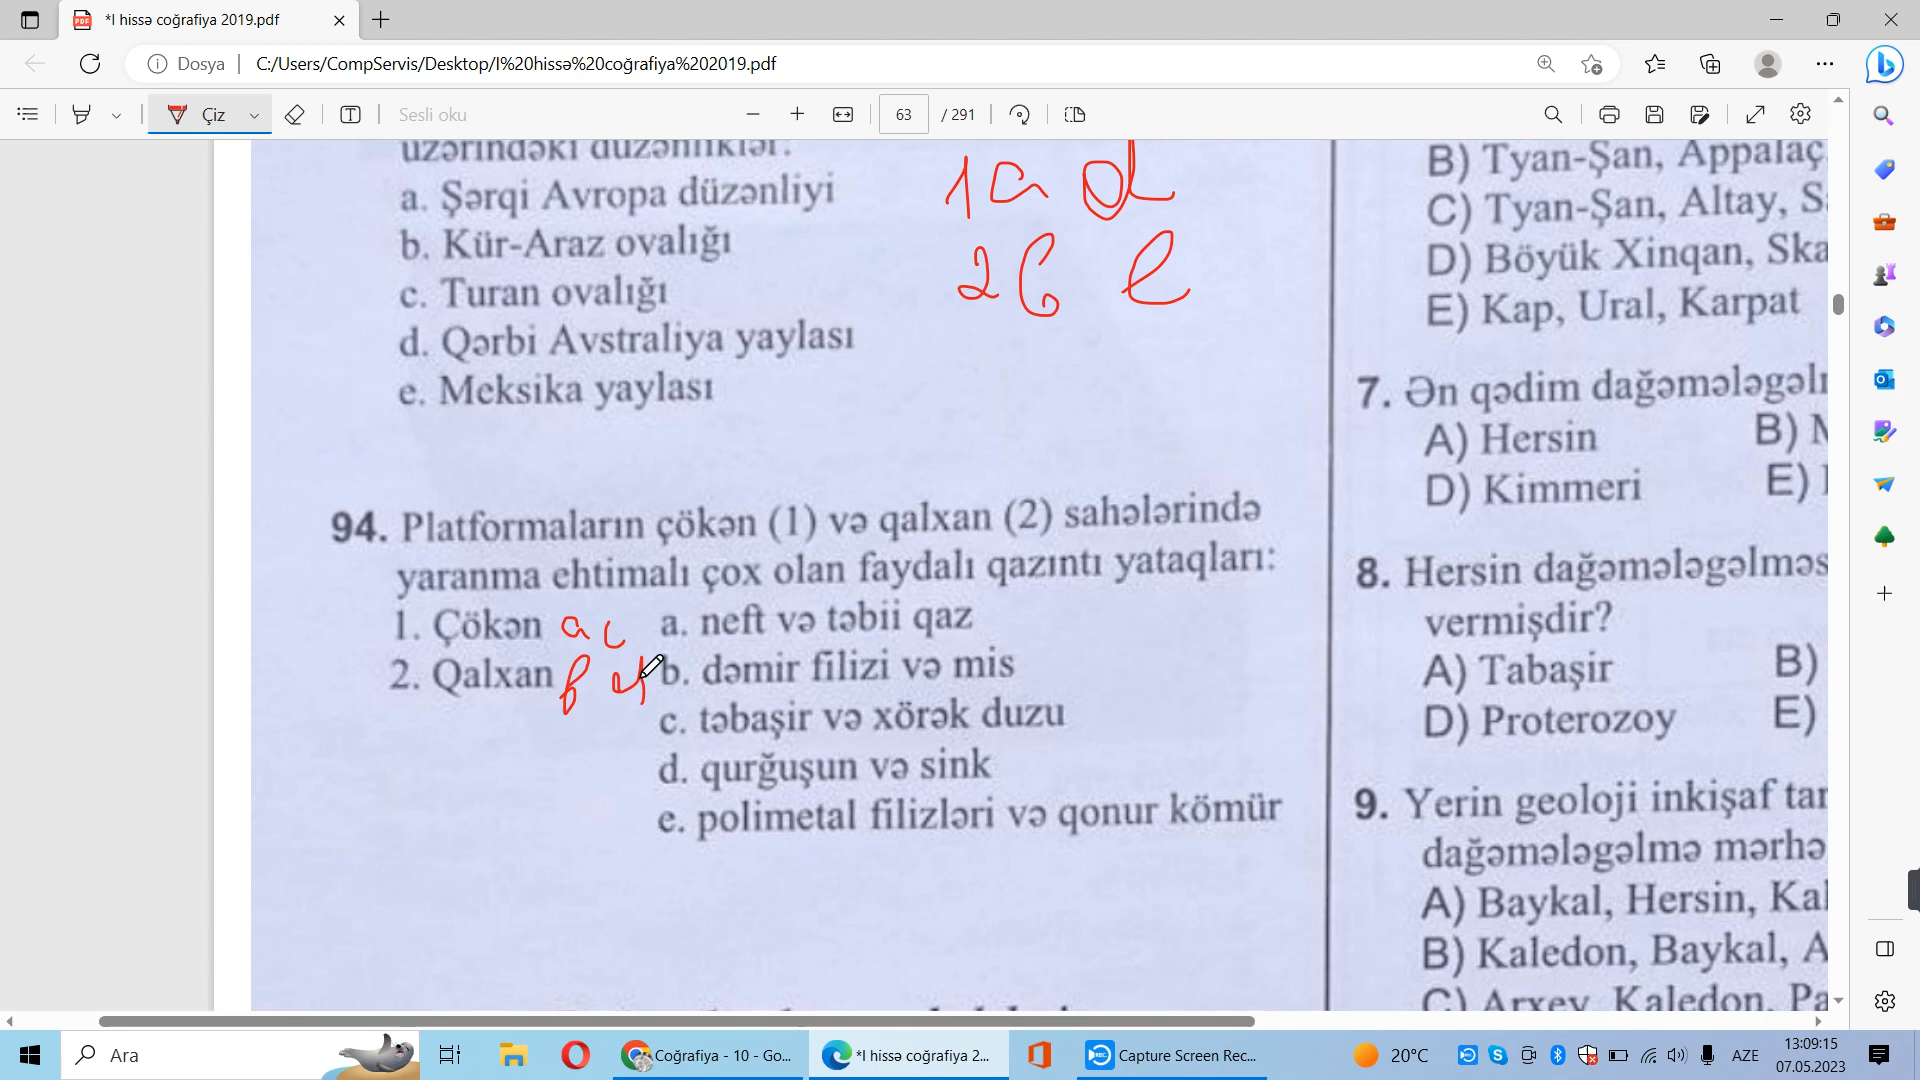 *I hissə coğrafiya 2019.pdf
Dosya
C:/Users/CompServis/Desktop/I%20hissə%20coğrafiya%202019.pdf
Çiz
Sesli oku
63 / 291
üzərindəki düzənliklər:
a. Şərqi Avropa düzənliyi
b. Kür-Araz ovalığı
c. Turan ovalığı
d. Qərbi Avstraliya yaylası
e. Meksika yaylası
1 a d
2 b e
94. Platformaların çökən (1) və qalxan (2) sahələrində
yaranma ehtimalı çox olan faydalı qazıntı yataqları:
1. Çökən a c a. neft və təbii qaz
2. Qalxan b d b. dəmir filizi və mis
c. təbaşir və xörək duzu
d. qurğuşun və sink
e. polimetal filizləri və qonur kömür
B) Tyan-Şan, Appalaç
C) Tyan-Şan, Altay, S
D) Böyük Xinqan, Ska
E) Kap, Ural, Karpat
7. Ən qədim dağəmələgəl
A) Hersin B)
D) Kimmeri E)
8. Hersin dağəmələgəlməs
vermişdir?
A) Tabaşir B)
D) Proterozoy E)
9. Yerin geoloji inkişaf tar
dağəmələgəlmə mərhə
A) Baykal, Hersin, Kal
B) Kaledon, Baykal, A
C) Arxey, Kaledon, Pa
Ara
Coğrafiya - 10 - Go...
*I hissə coğrafiya 2...
Capture Screen Rec...
20°C
AZE
13:09:15
07.05.2023